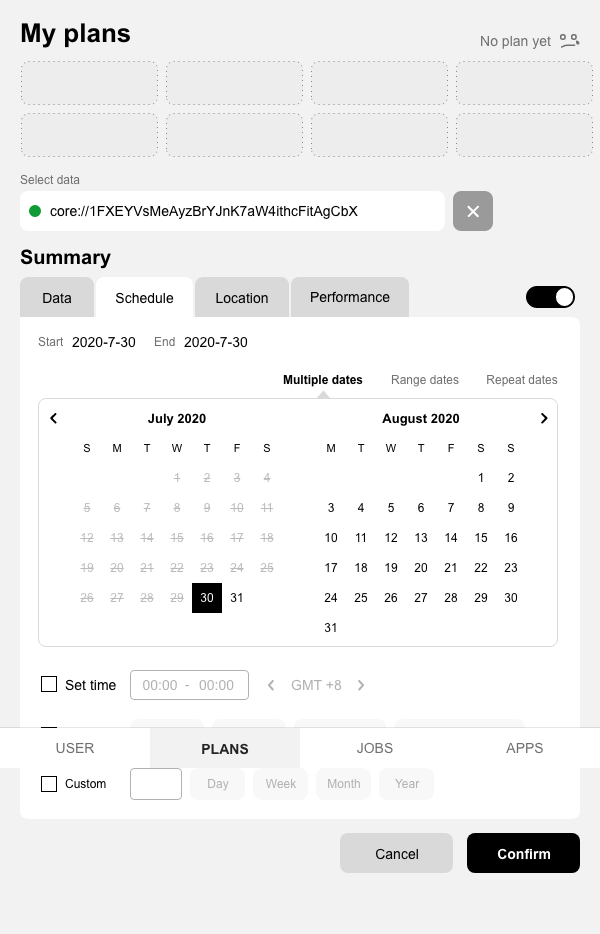 My plans
No plan yet
Select data
core://1FXEYVsMeAyzBrYJnK7aW4ithcFitAgCbX
Summary
Data Schedule Location Performance
Start 2020-7-30 End 2020-7-30
Multiple dates Range dates Repeat dates
July 2020
S M T W T F S
1 2 3 4
5 6 7 8 9 10 11
12 13 14 15 16 17 18
19 20 21 22 23 24 25
26 27 28 29 30 31
August 2020
M T W T F S S
1 2
3 4 5 6 7 8 9
10 11 12 13 14 15 16
17 18 19 20 21 22 23
24 25 26 27 28 29 30
31
Set time 00:00 - 00:00 GMT +8
USER PLANS JOBS APPS
Custom Day Week Month Year
Cancel Confirm